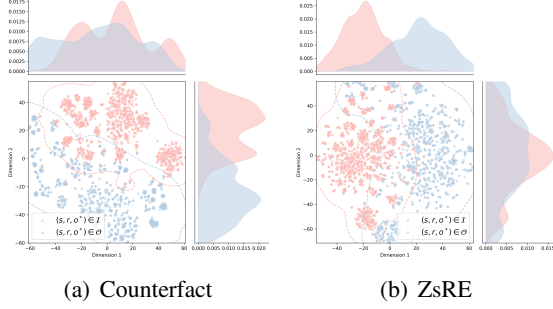 0.0175
0.0150
0.0125
0.0100
0.0075
0.0050
0.0025
0.0000
40
20
0
−20
−40
−60
Dimension 2
(s, r, o*) ∈ I
(s, r, o*) ∈ O
−40 −20 0 20 40 60
Dimension 1
0.000 0.005 0.010 0.015 0.020
(a) Counterfact
0.025
0.020
0.015
0.010
0.005
0.000
40
20
0
−20
−40
−60
Dimension 2
(s, r, o*) ∈ I
(s, r, o*) ∈ O
−40 −20 0 20 40 60
Dimension 1
0.000 0.005 0.010 0.015
(b) ZsRE